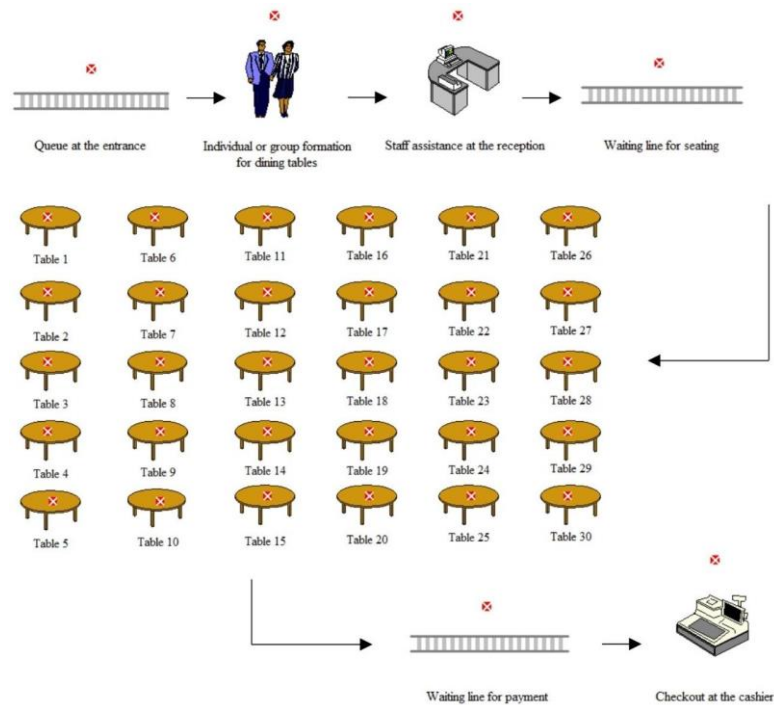 Queue at the entrance
Individual or group formation
for dining tables
Staff assistance at the reception
Waiting line for seating
Table 1
Table 6
Table 11
Table 16
Table 21
Table 26
Table 2
Table 7
Table 12
Table 17
Table 22
Table 27
Table 3
Table 8
Table 13
Table 18
Table 23
Table 28
Table 4
Table 9
Table 14
Table 19
Table 24
Table 29
Table 5
Table 10
Table 15
Table 20
Table 25
Table 30
Waiting line for payment
Checkout at the cashier